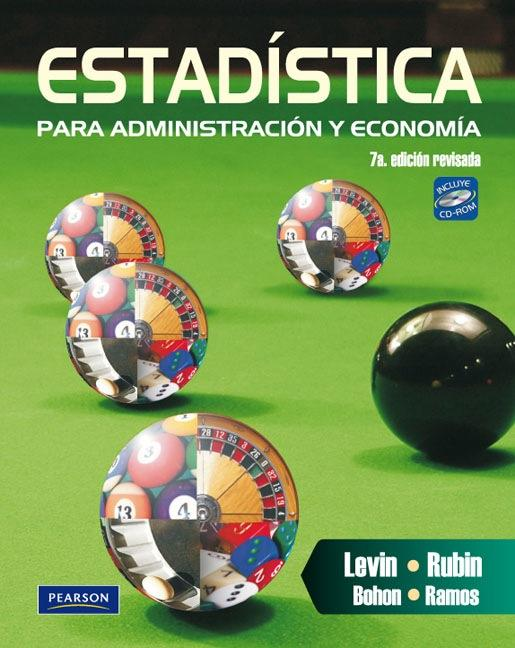 ESTADÍSTICA
PARA ADMINISTRACIÓN Y ECONOMÍA
7a. edición revisada
INCLUYE
CD-ROM
Levin • Rubin
Bohon • Ramos
PEARSON